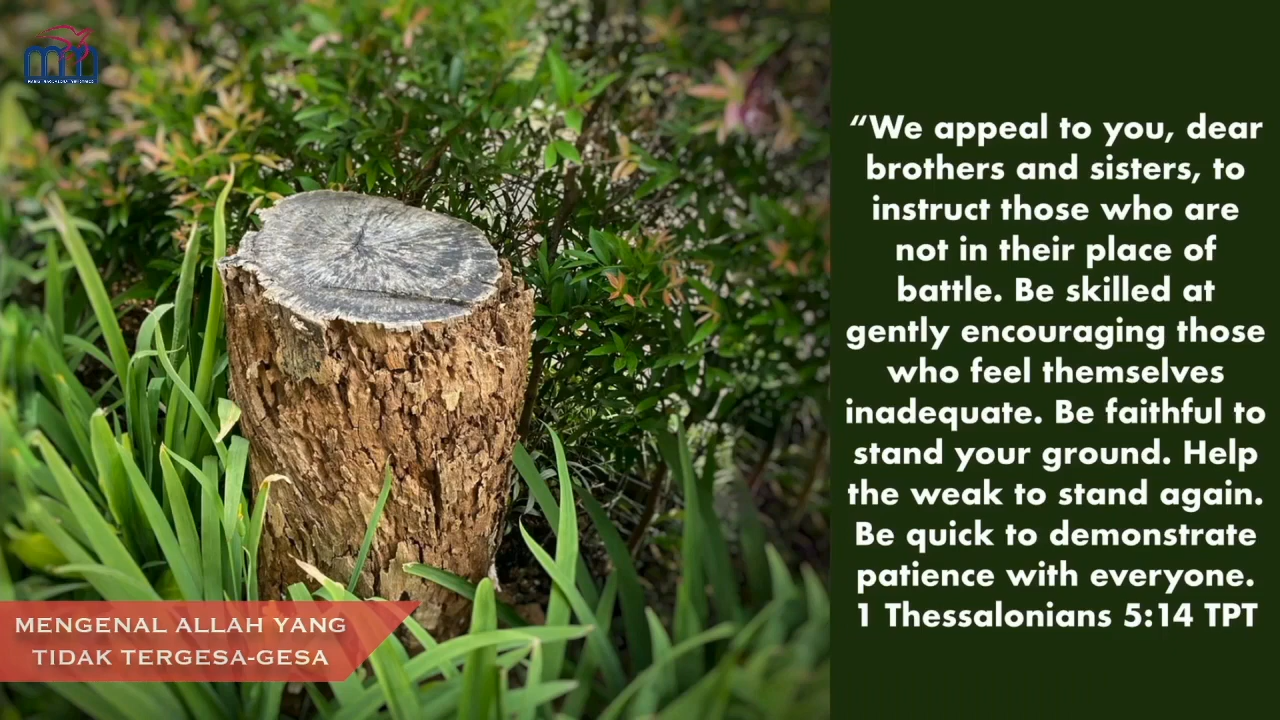 “We appeal to you, dear
brothers and sisters, to
instruct those who are
not in their place of
battle. Be skilled at
gently encouraging those
who feel themselves
inadequate. Be faithful to
stand your ground. Help
the weak to stand again.
Be quick to demonstrate
patience with everyone.
1 Thessalonians 5:14 TPT
MENGENAL ALLAH YANG
TIDAK TERGESA-GESA